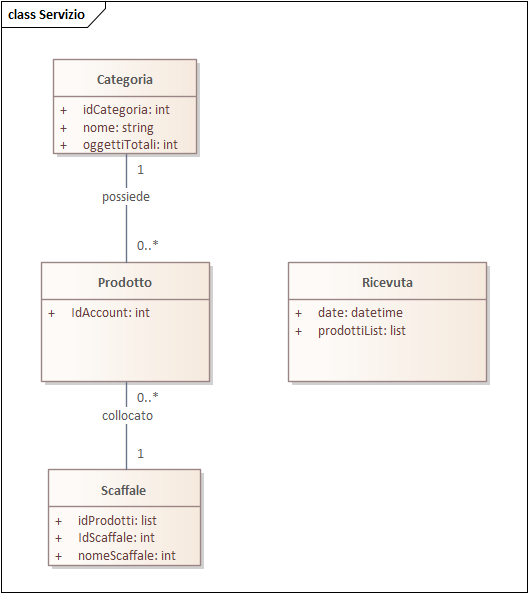 class Servizio
Categoria
+ idCategoria: int
+ nome: string
+ oggettiTotali: int
1
possiede
0..*
Prodotto
+ IdAccount: int
Ricevuta
+ date: datetime
+ prodottiList: list
0..*
collocato
1
Scaffale
+ idProdotti: list
+ IdScaffale: int
+ nomeScaffale: int